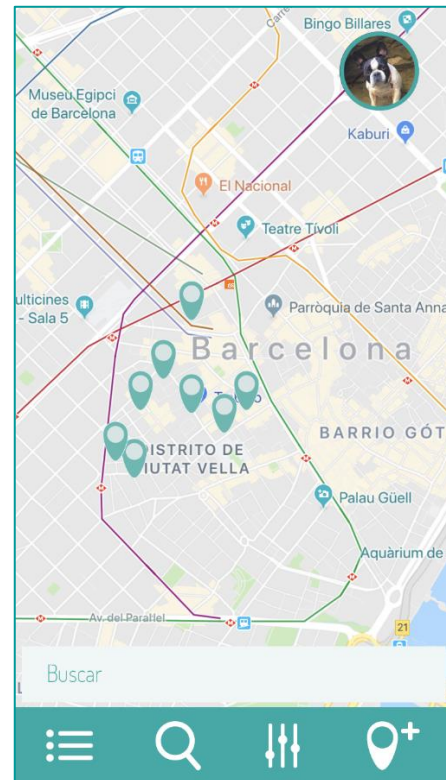 Carre
Bingo Billares
Museu Egipci
de Barcelona
Kaburi
El Nacional
Teatre Tívoli
ulticines
- Sala 5
Parròquia de Santa Anna
Barcelona
BARRIO GÓT
ISTRITO DE
IUTAT VELLA
Palau Güell
Aquàrium de
Av. del Paral·lel
21
L
Buscar